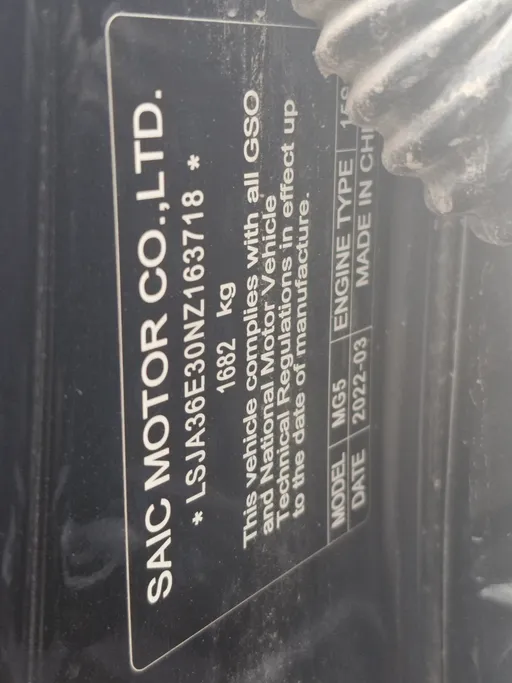 SAIC MOTOR CO.,LTD.
* LSJA36E30NZ163718 *
1682 kg
This vehicle complies with all GSO
and National Motor Vehicle
Technical Regulations in effect up
to the date of manufacture.
MODEL MG5 ENGINE TYPE
DATE 2022-03 MADE IN